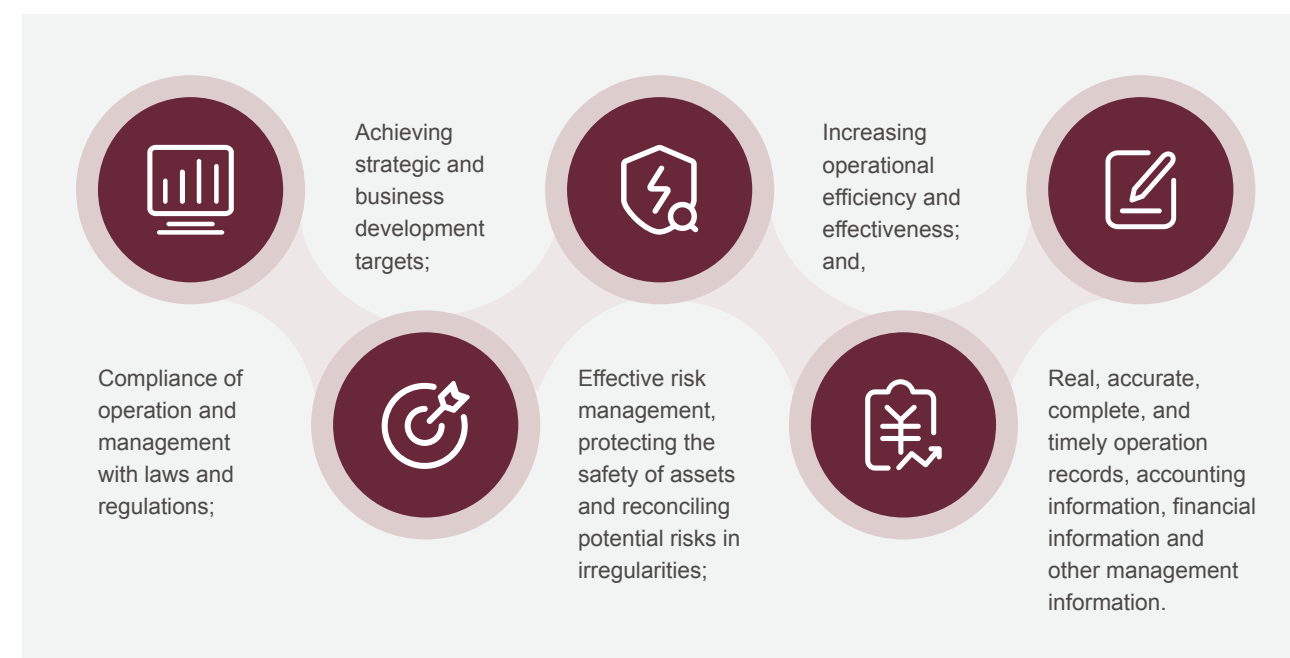 Compliance of
operation and
management
with laws and
regulations;
Achieving
strategic and
business
development
targets;
Effective risk
management,
protecting the
safety of assets
and reconciling
potential risks in
irregularities;
Increasing
operational
efficiency and
effectiveness;
and,
Real, accurate,
complete, and
timely operation
records, accounting
information, financial
information and
other management
information.